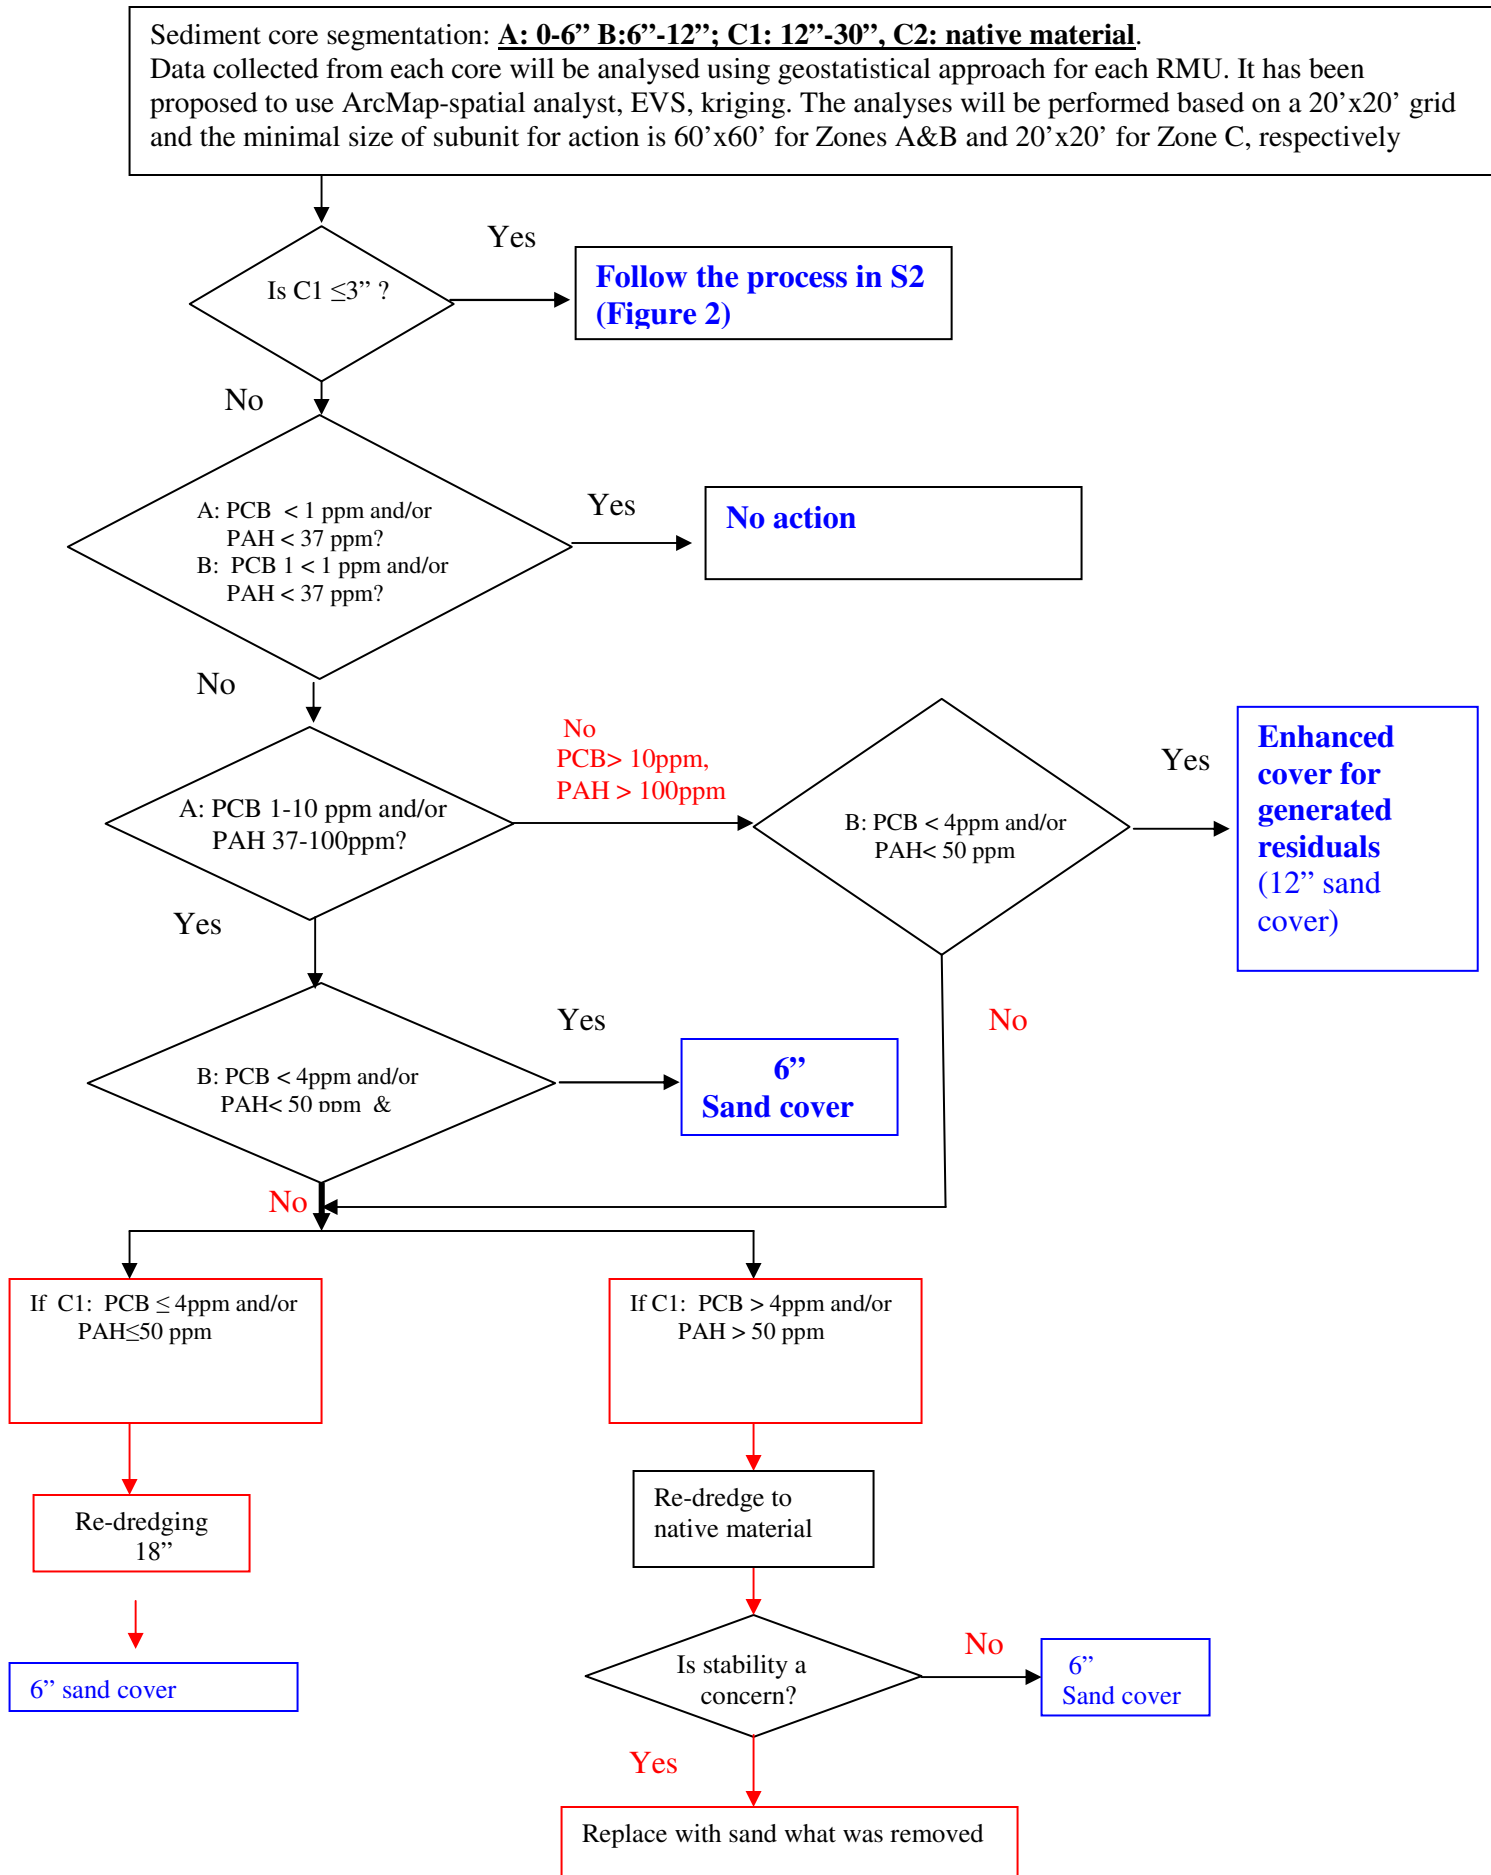 Sediment core segmentation: A: 0-6” B:6”-12”; C1: 12”-30”, C2: native material.
Data collected from each core will be analysed using geostatistical approach for each RMU. It has been
proposed to use ArcMap-spatial analyst, EVS, kriging. The analyses will be performed based on a 20’x20’ grid
and the minimal size of subunit for action is 60’x60’ for Zones A&B and 20’x20’ for Zone C, respectively
Is C1 ≤3” ?
Yes
Follow the process in S2
(Figure 2)
No
A: PCB < 1 ppm and/or
PAH < 37 ppm?
B: PCB 1 < 1 ppm and/or
PAH < 37 ppm?
Yes
No action
No
A: PCB 1-10 ppm and/or
PAH 37-100ppm?
No
PCB> 10ppm,
PAH > 100ppm
B: PCB < 4ppm and/or
PAH< 50 ppm
Yes
Enhanced
cover for
generated
residuals
(12” sand
cover)
Yes
No
B: PCB < 4ppm and/or
PAH< 50 ppm &
Yes
6”
Sand cover
No
If C1: PCB ≤ 4ppm and/or
PAH≤50 ppm
If C1: PCB > 4ppm and/or
PAH > 50 ppm
Re-dredging
18”
6” sand cover
Re-dredge to
native material
Is stability a
concern?
No
6”
Sand cover
Yes
Replace with sand what was removed